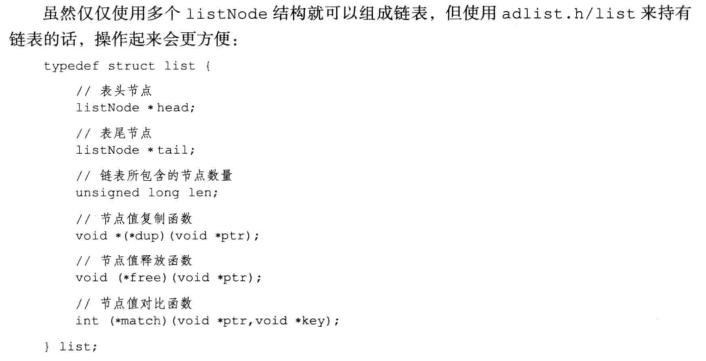 虽然仅仅使用多个 listNode 结构就可以组成链表，但使用 adlist.h/list 来持有
链表的话，操作起来会更方便：
typedef struct list {
// 表头节点
listNode *head;
// 表尾节点
listNode *tail;
// 链表所包含的节点数量
unsigned long len;
// 节点值复制函数
void *(*dup)(void *ptr);
// 节点值释放函数
void (*free)(void *ptr);
// 节点值对比函数
int (*match)(void *ptr,void *key);
} list;